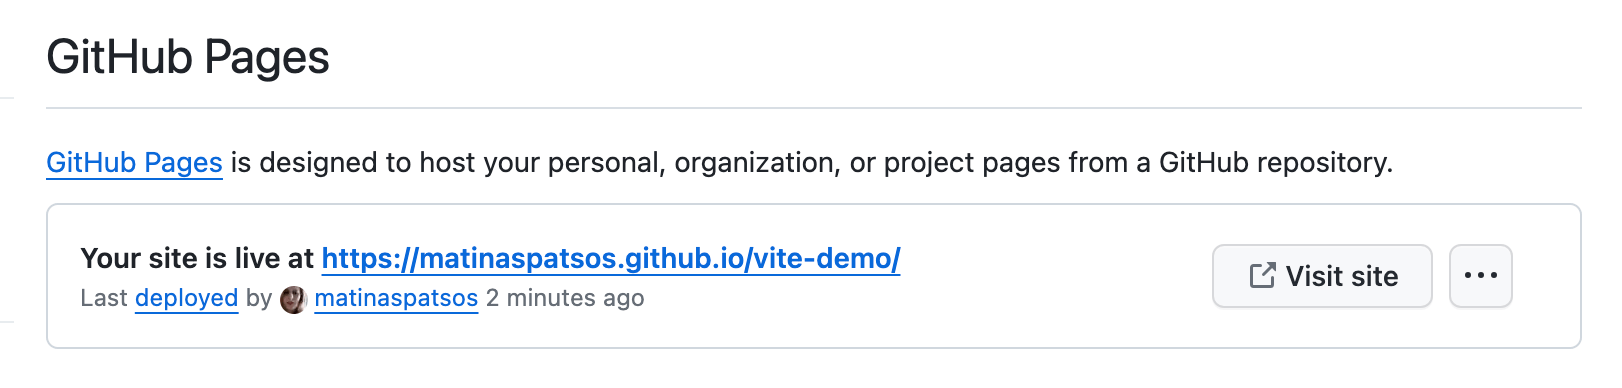 GitHub Pages
GitHub Pages is designed to host your personal, organization, or project pages from a GitHub repository.
Your site is live at https://matinaspatsos.github.io/vite-demo/
Last deployed by matinaspatsos 2 minutes ago
Visit site